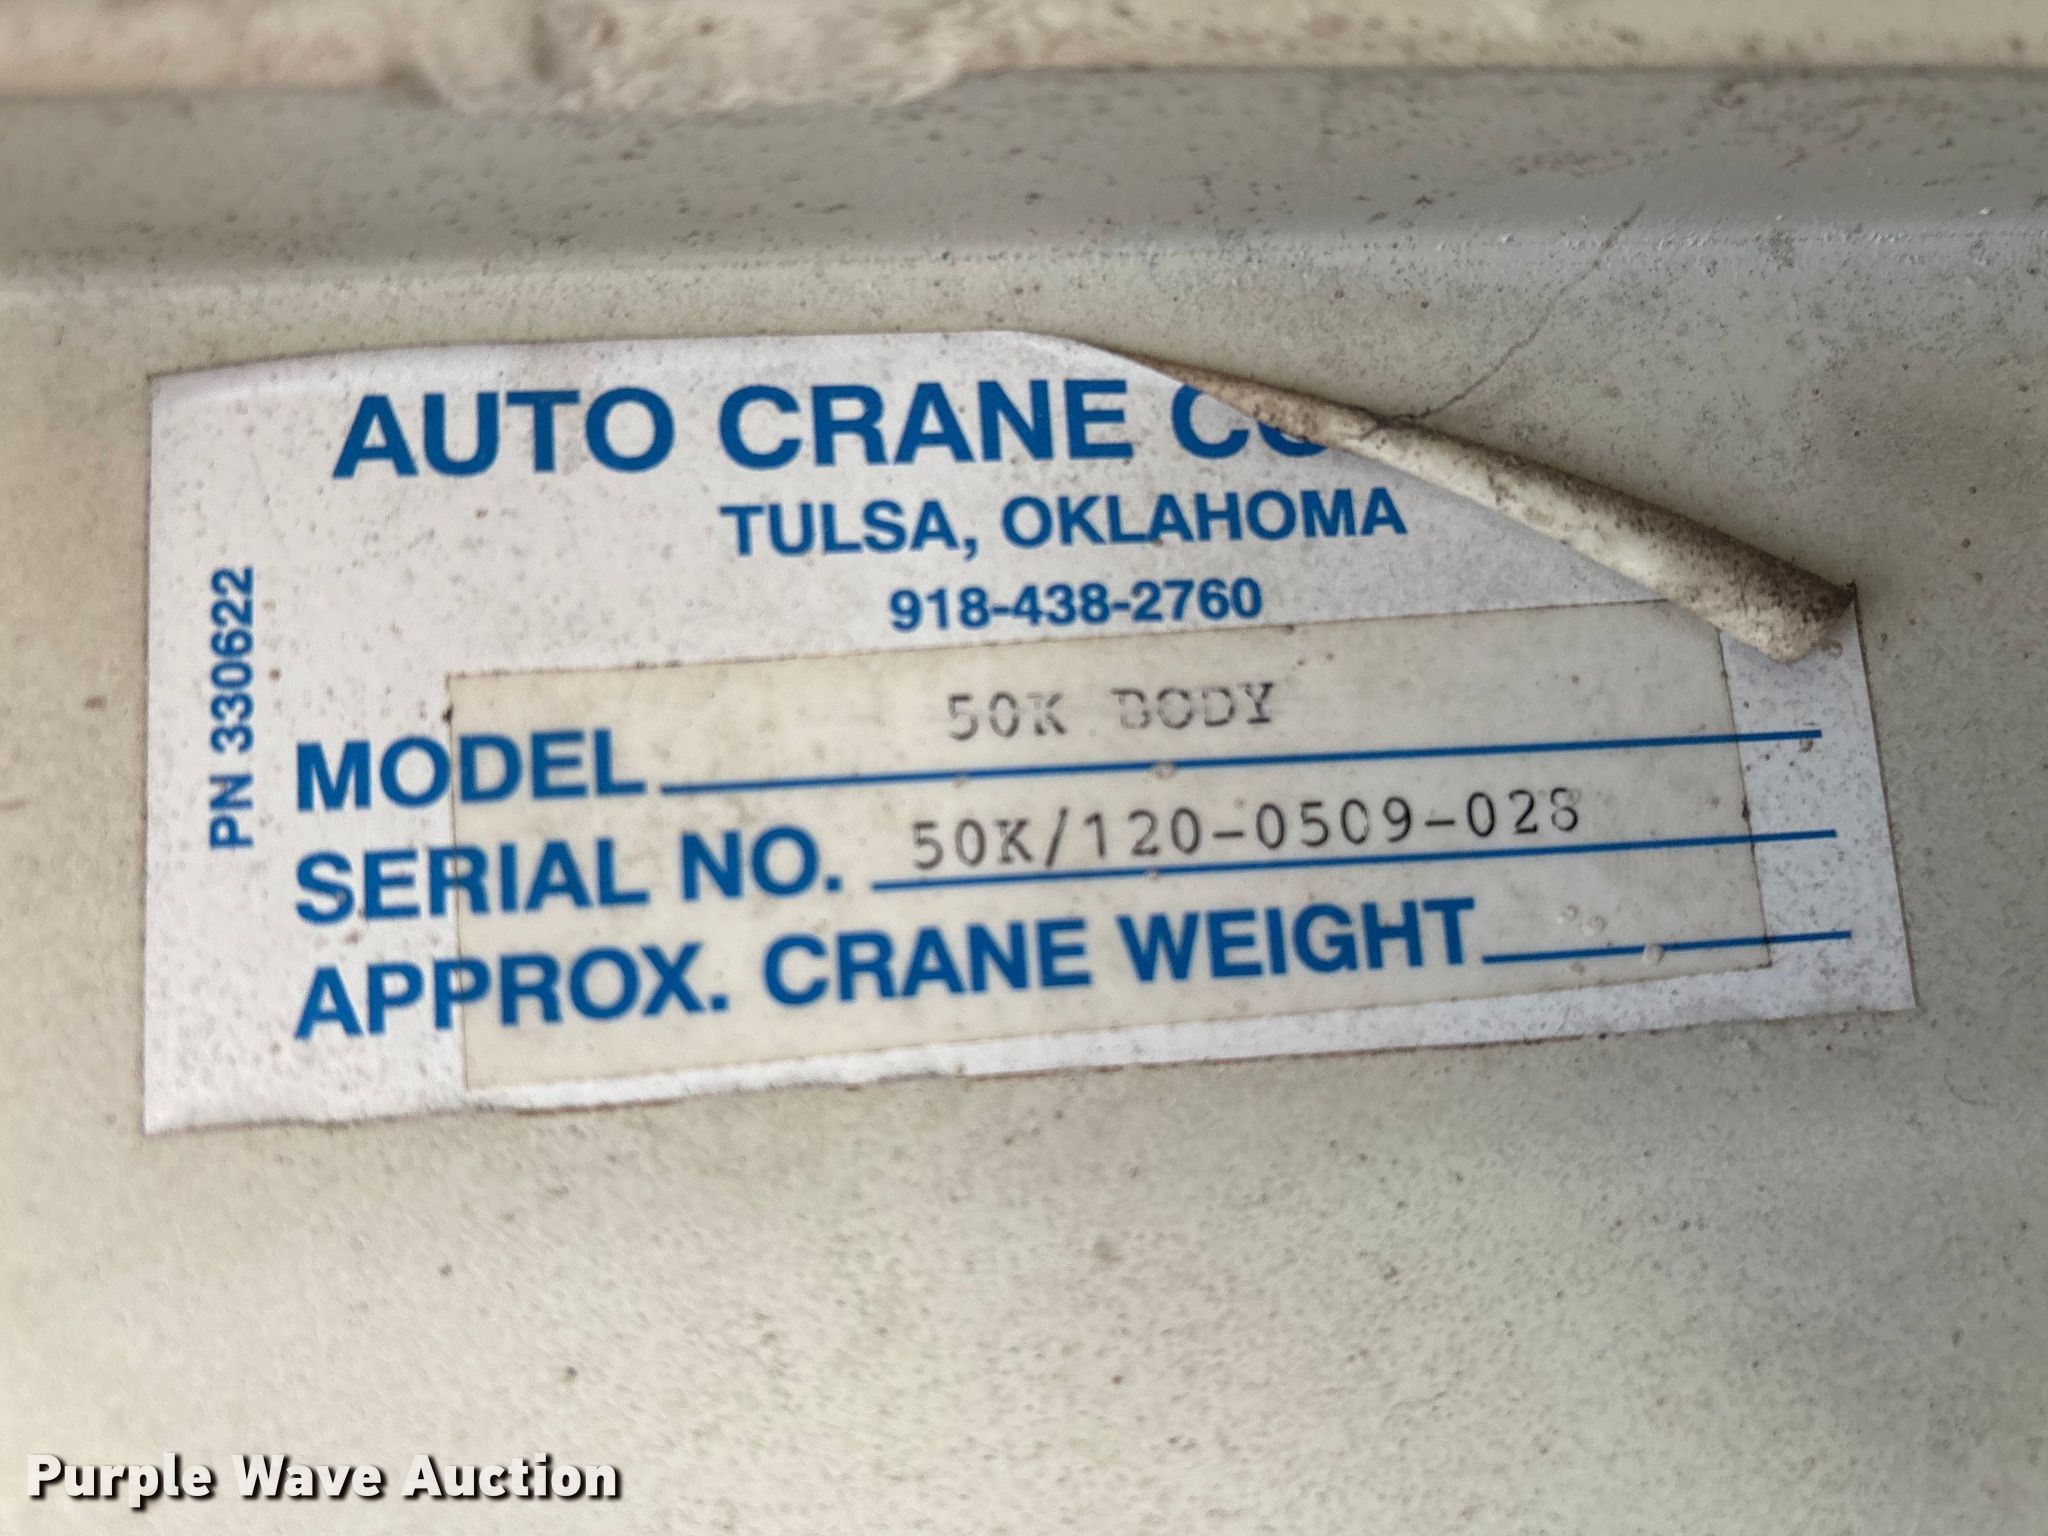 AUTO CRANE
TULSA, OKLAHOMA
918-438-2760
PN 330622
MODEL 50K BODY
SERIAL NO. 50K/120-0509-028
APPROX. CRANE WEIGHT
Purple Wave Auction